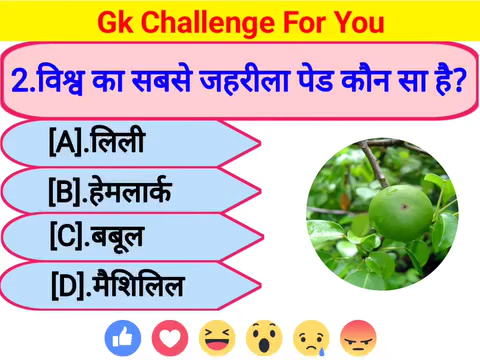 Gk Challenge For You
2.विश्व का सबसे जहरीला पेड कौन सा है?
[A].लिली
[B].हेमलार्क
[C].बबूल
[D].मैशिलिल